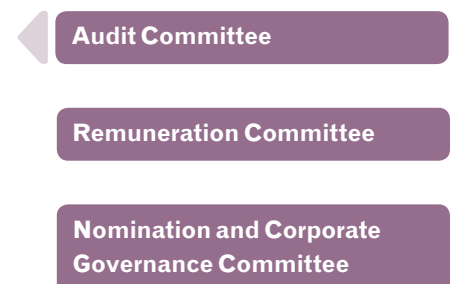 Audit Committee
Remuneration Committee
Nomination and Corporate
Governance Committee